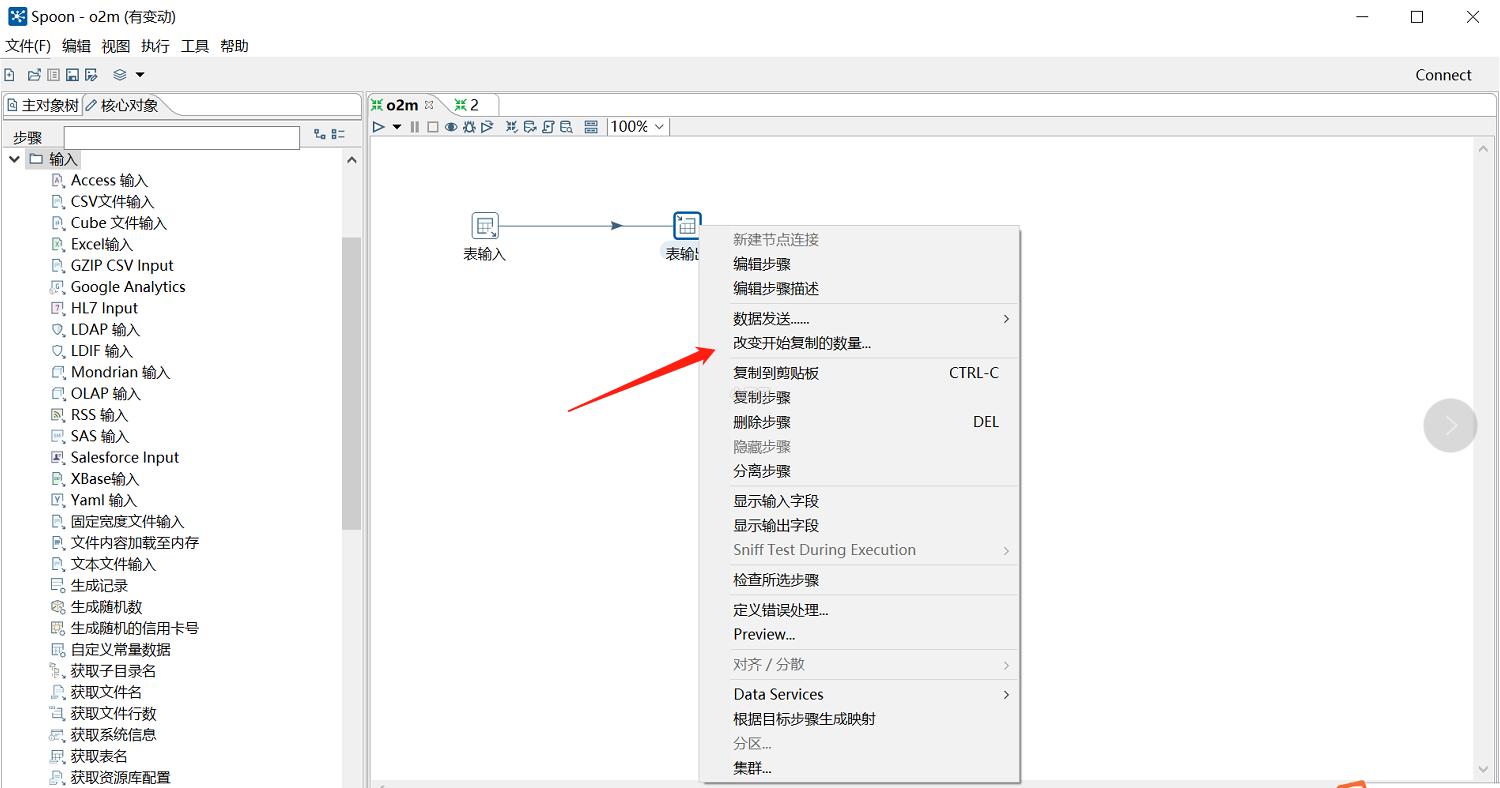 Spoon - o2m (有变动)
文件(F) 编辑 视图 执行 工具 帮助
Connect
主对象树 核心对象
步骤
输入
Access 输入
CSV文件输入
Cube 文件输入
Excel输入
GZIP CSV Input
Google Analytics
HL7 Input
LDAP 输入
LDIF 输入
Mondrian 输入
OLAP 输入
RSS 输入
SAS 输入
Salesforce Input
XBase输入
Yaml 输入
固定宽度文件输入
文件内容加载至内存
文本文件输入
生成记录
生成随机数
生成随机的信用卡号
自定义常量数据
获取子目录名
获取文件名
获取文件行数
获取系统信息
获取表名
获取资源库配置
o2m 2
100%
表输入
表输出
新建节点连接
编辑步骤
编辑步骤描述
数据发送......
改变开始复制的数量...
复制到剪贴板 CTRL-C
复制步骤
删除步骤 DEL
隐藏步骤
分离步骤
显示输入字段
显示输出字段
Sniff Test During Execution
检查所选步骤
定义错误处理...
Preview...
对齐 / 分散
Data Services
根据目标步骤生成映射
分区...
集群...